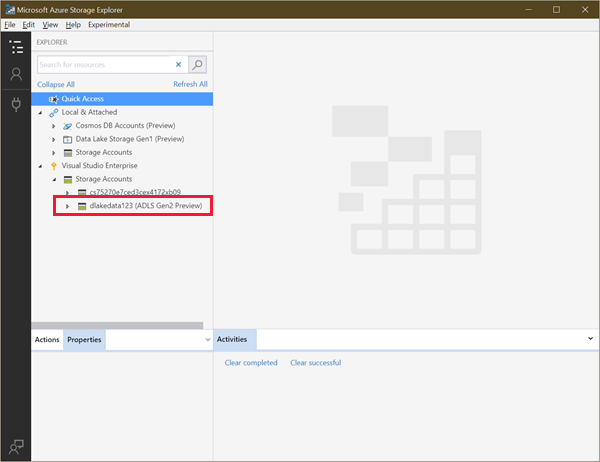 Microsoft Azure Storage Explorer
File Edit View Help Experimental
EXPLORER
Search for resources
Collapse All Refresh All
Quick Access
Local & Attached
Cosmos DB Accounts (Preview)
Data Lake Storage Gen1 (Preview)
Storage Accounts
Visual Studio Enterprise
Storage Accounts
cs75270e7ced3cex4172xb09
dlakedata123 (ADLS Gen2 Preview)
Actions Properties
Activities
Clear completed Clear successful